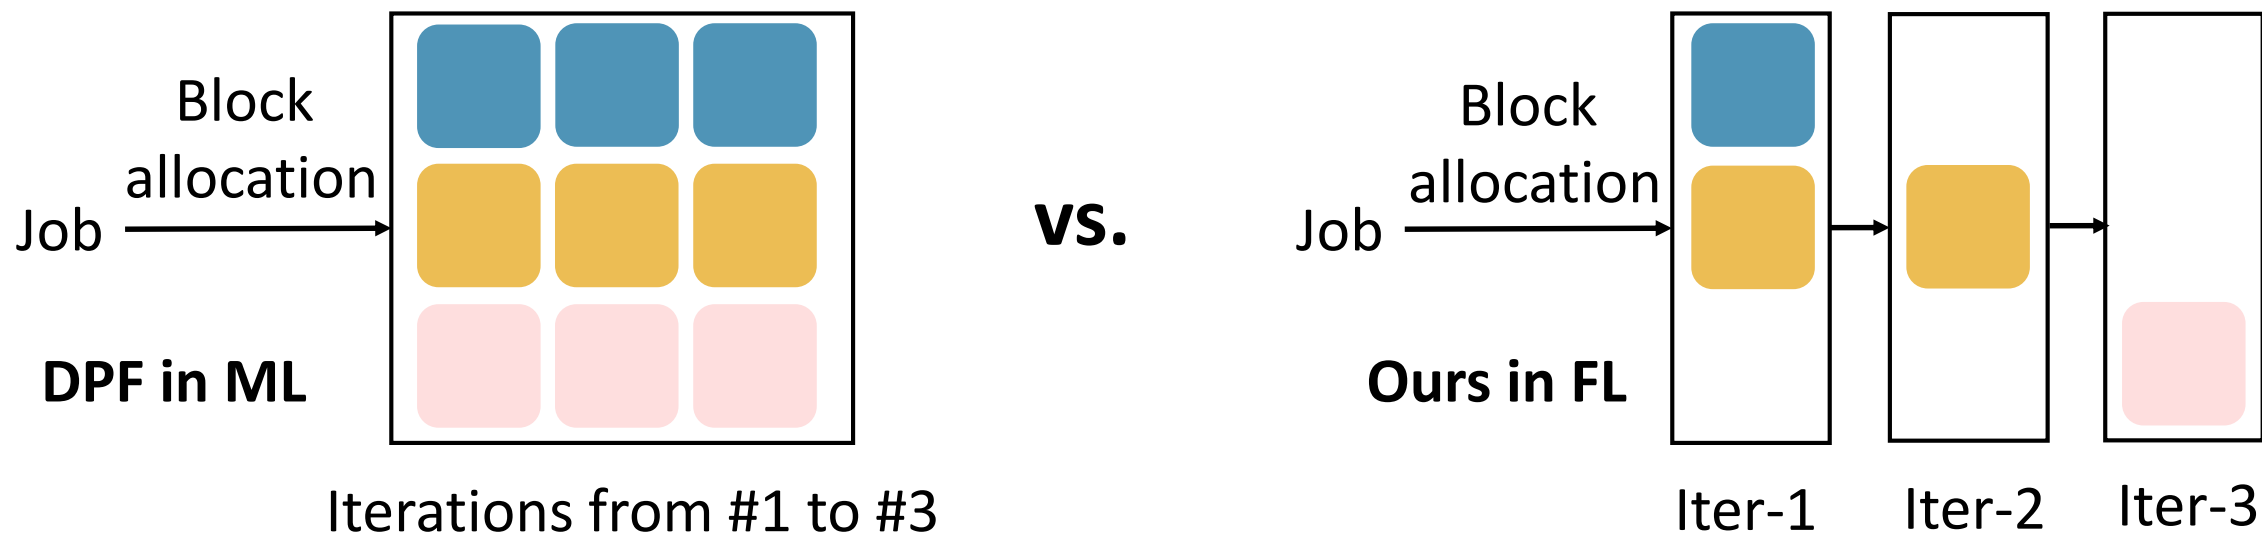 Block
allocation
Job
DPF in ML
Iterations from #1 to #3
vs.
Block
allocation
Job
Ours in FL
Iter-1
Iter-2
Iter-3